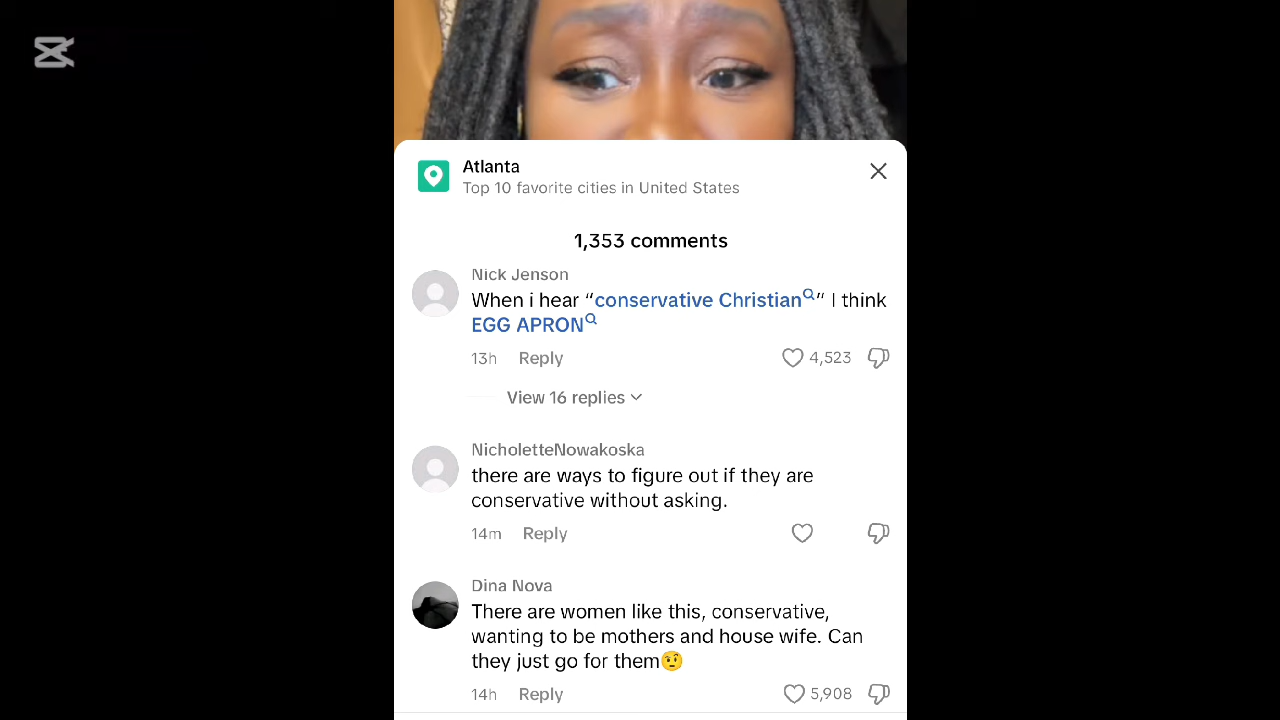 Atlanta
Top 10 favorite cities in United States
1,353 comments
Nick Jenson
When i hear “conservative Christian” I think
EGG APRON
13h Reply 4,523
View 16 replies
NicholetteNowakoska
there are ways to figure out if they are
conservative without asking.
14m Reply
Dina Nova
There are women like this, conservative,
wanting to be mothers and house wife. Can
they just go for them🤨
14h Reply 5,908